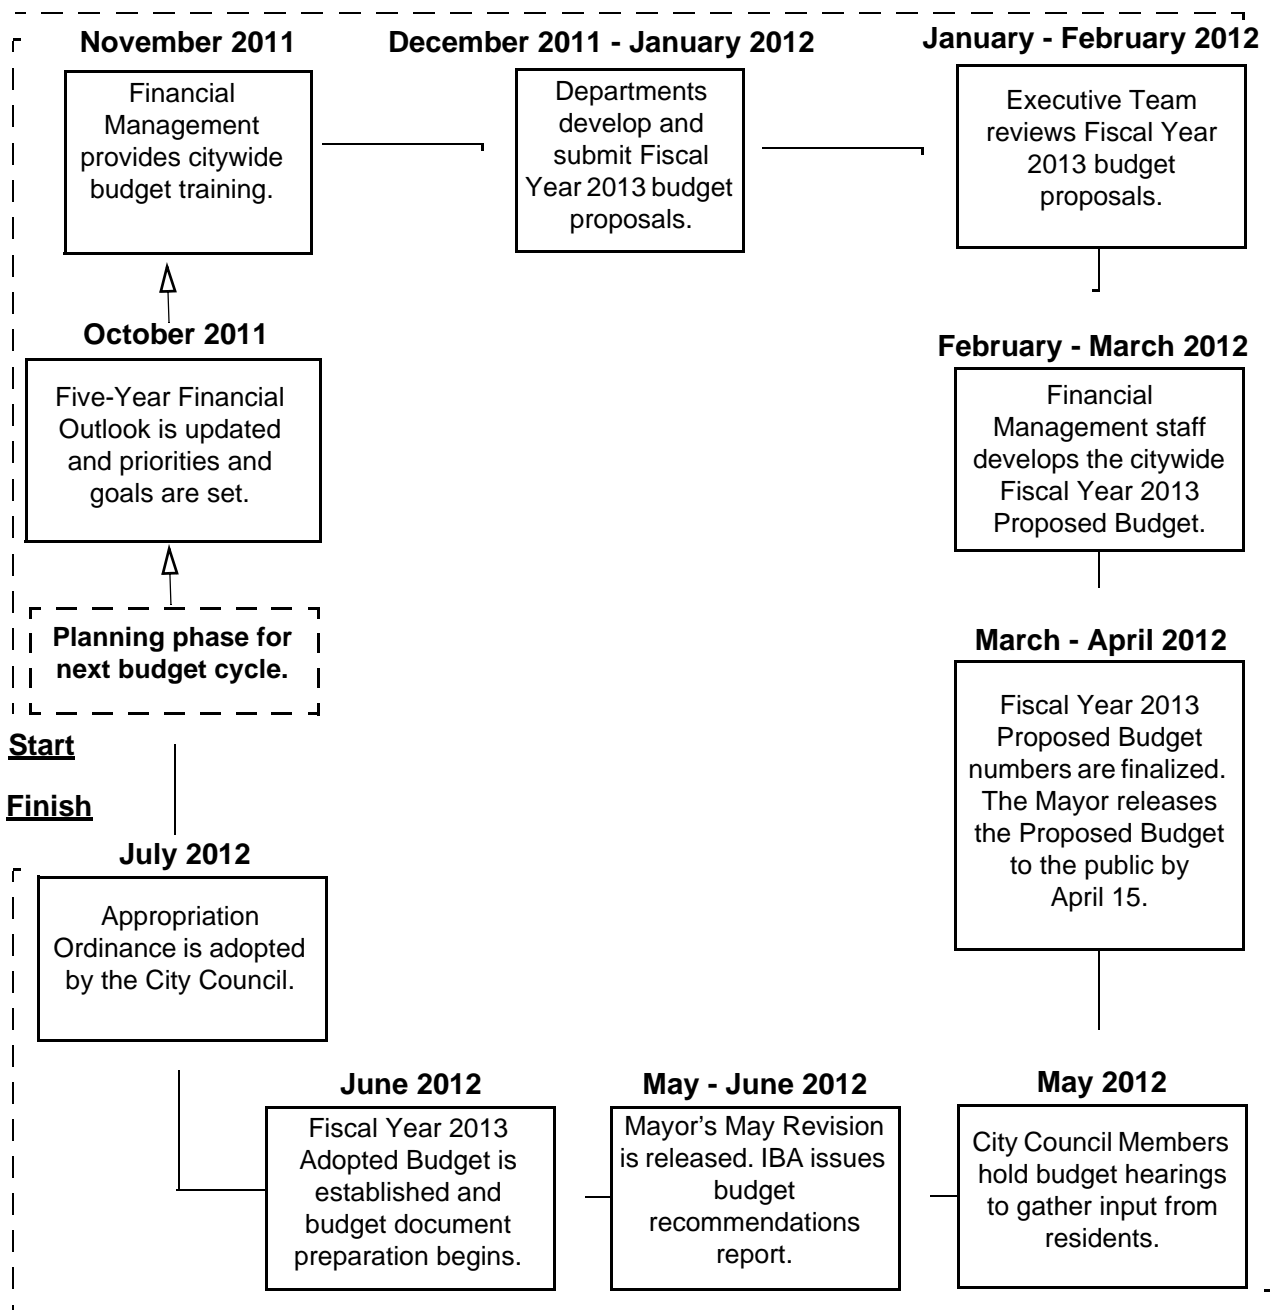 November 2011
Financial
Management
provides citywide
budget training.
December 2011 - January 2012
Departments
develop and
submit Fiscal
Year 2013 budget
proposals.
January - February 2012
Executive Team
reviews Fiscal Year
2013 budget
proposals.
October 2011
Five-Year Financial
Outlook is updated
and priorities and
goals are set.
February - March 2012
Financial
Management staff
develops the citywide
Fiscal Year 2013
Proposed Budget.
Planning phase for
next budget cycle.
Start
Finish
March - April 2012
Fiscal Year 2013
Proposed Budget
numbers are finalized.
The Mayor releases
the Proposed Budget
to the public by
April 15.
July 2012
Appropriation
Ordinance is adopted
by the City Council.
June 2012
Fiscal Year 2013
Adopted Budget is
established and
budget document
preparation begins.
May - June 2012
Mayor’s May Revision
is released. IBA issues
budget
recommendations
report.
May 2012
City Council Members
hold budget hearings
to gather input from
residents.